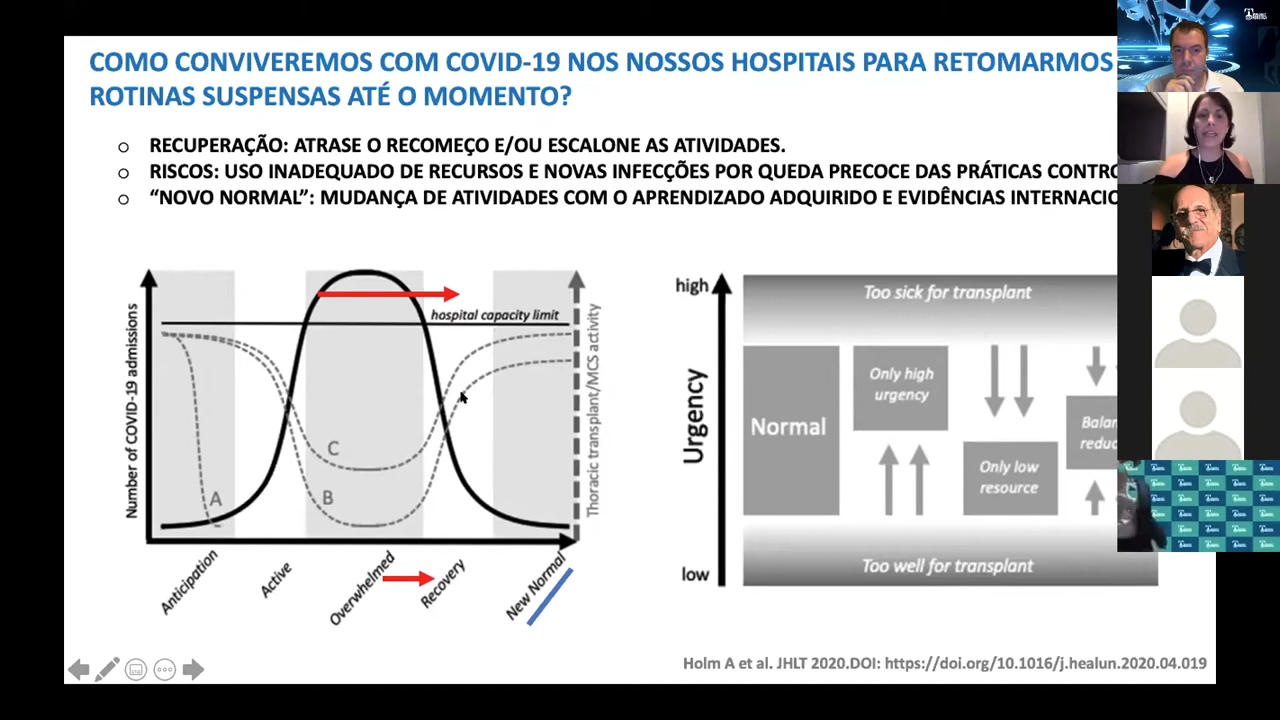 COMO CONVIVEREMOS COM COVID-19 NOS NOSSOS HOSPITAIS PARA RETOMARMOS
ROTINAS SUSPENSAS ATÉ O MOMENTO?
RECUPERAÇÃO: ATRASE O RECOMEÇO E/OU ESCALONE AS ATIVIDADES.
RISCOS: USO INADEQUADO DE RECURSOS E NOVAS INFECÇÕES POR QUEDA PRECOCE DAS PRÁTICAS CONTRO
“NOVO NORMAL”: MUDANÇA DE ATIVIDADES COM O APRENDIZADO ADQUIRIDO E EVIDÊNCIAS INTERNACIO
Number of COVID-19 admissions
hospital capacity limit
A
B
C
Thoracic transplant/MCS activity
Anticipation
Active
Overwhelmed
Recovery
New Normal
Urgency
high
low
Too sick for transplant
Normal
Only high
urgency
Only low
resource
Balan
reduc
Too well for transplant
Holm A et al. JHLT 2020.DOI: https://doi.org/10.1016/j.healun.2020.04.019